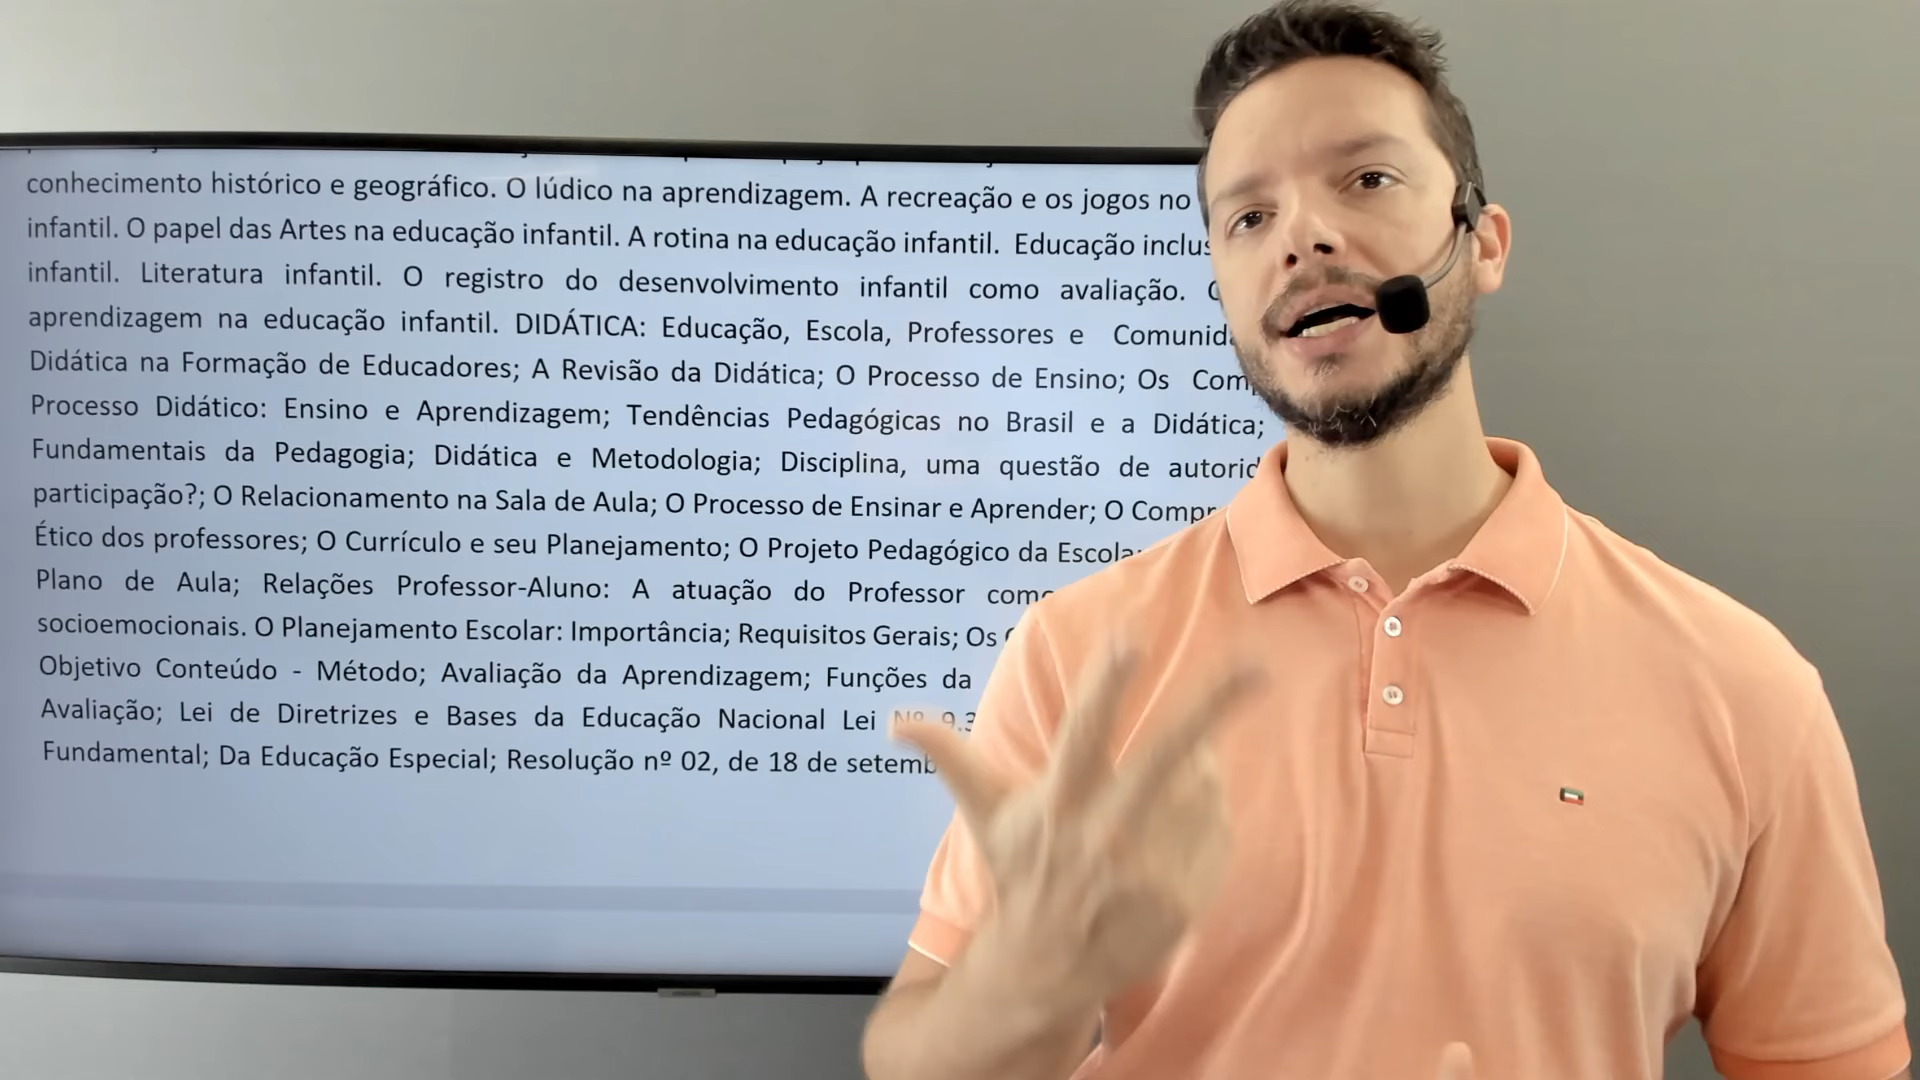 conhecimento histórico e geográfico. O lúdico na aprendizagem. A recreação e os jogos no
infantil. O papel das Artes na educação infantil. A rotina na educação infantil. Educação
infantil. Literatura infantil. O registro do desenvolvimento infantil como avaliação.
aprendizagem na educação infantil. DIDÁTICA: Educação, Escola, Professores e
Didática na Formação de Educadores; A Revisão da Didática; O Processo de Ensino; Os
Processo Didático: Ensino e Aprendizagem; Tendências Pedagógicas no Brasil e a Didática;
Fundamentais da Pedagogia; Didática e Metodologia; Disciplina, uma questão de
participação?; O Relacionamento na Sala de Aula; O Processo de Ensinar e Aprender; O
Ético dos professores; O Currículo e seu Planejamento; O Projeto Pedagógico da Escola
Plano de Aula; Relações Professor-Aluno: A atuação do Professor
socioemocionais. O Planejamento Escolar: Importância; Requisitos Gerais; Os
Objetivo Conteúdo - Método; Avaliação da Aprendizagem; Funções da
Avaliação; Lei de Diretrizes e Bases da Educação Nacional Lei Nº
Fundamental; Da Educação Especial; Resolução nº 02, de 18 de